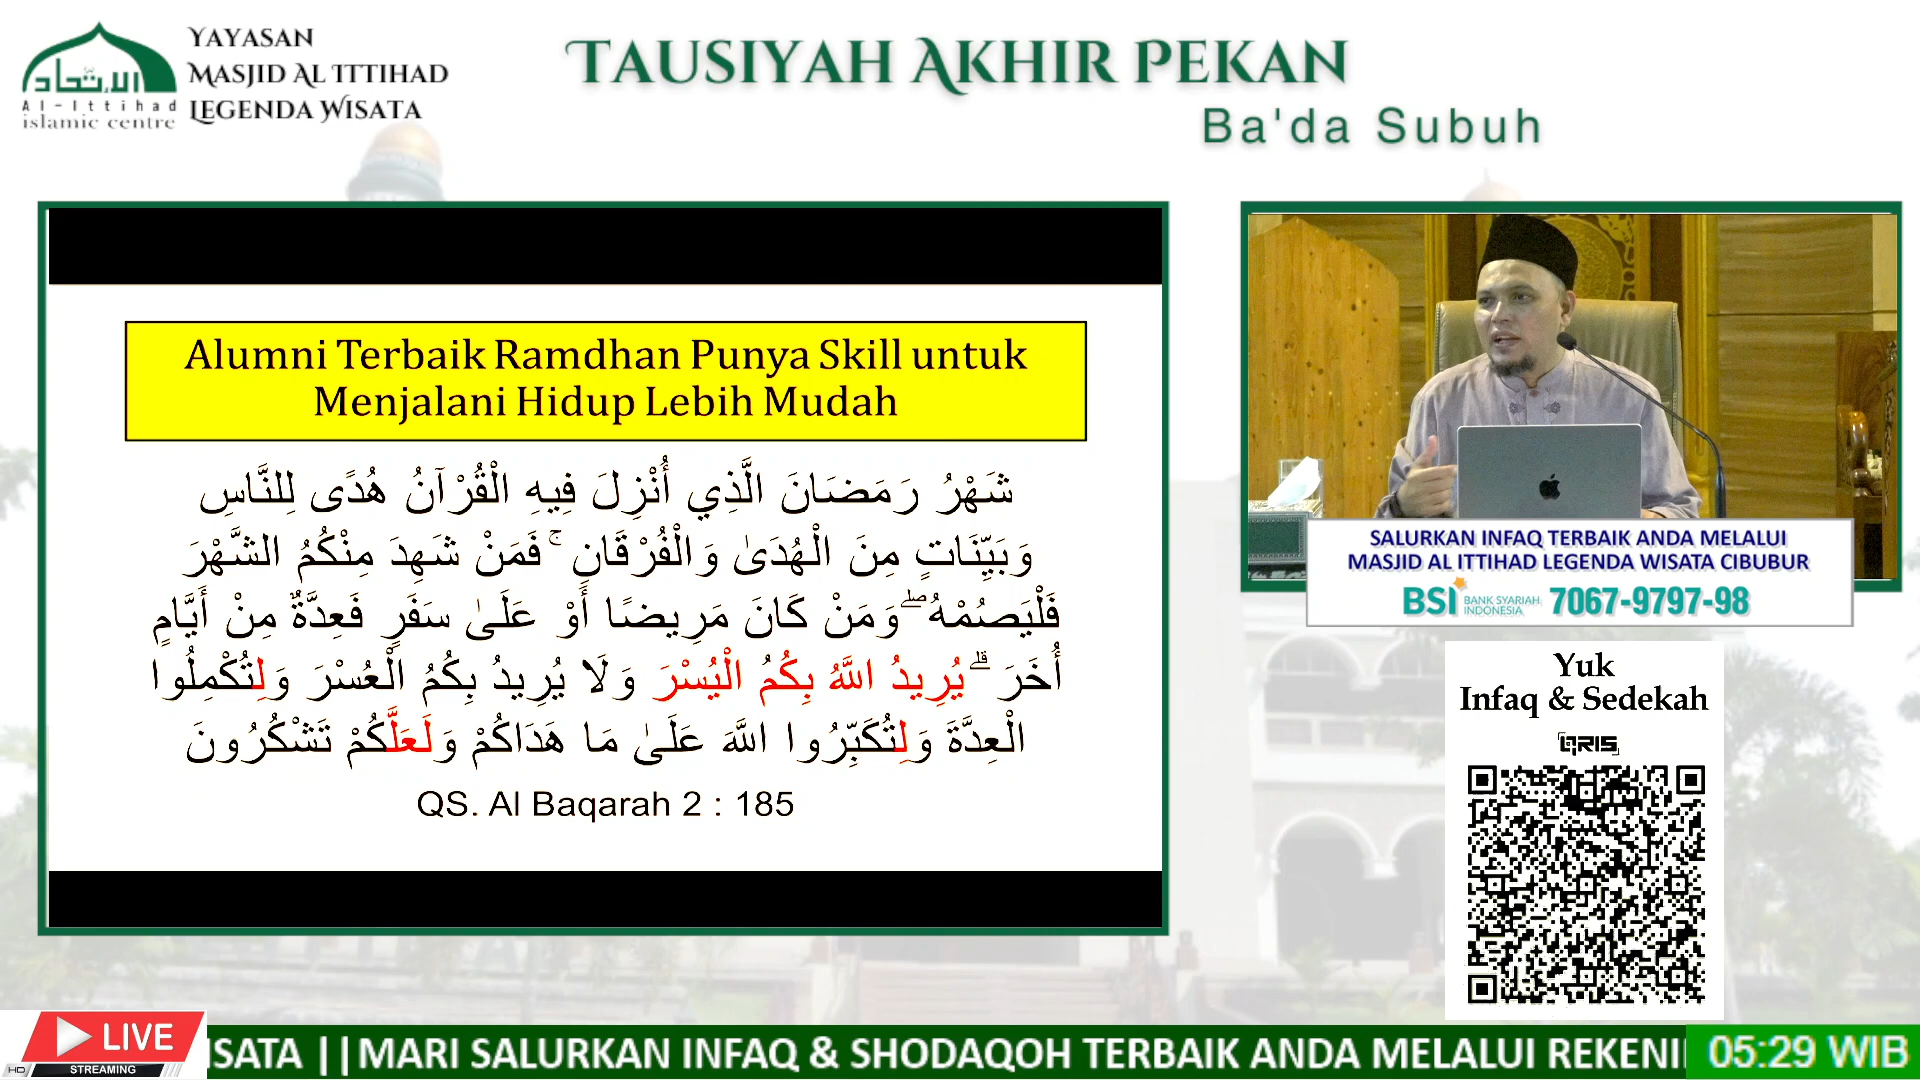 الإتحاد
Al-Ittihad
islamic centre
YAYASAN
MASJID AL ITTIHAD
LEGENDA WISATA
TAUSIYAH AKHIR PEKAN
Ba'da Subuh
Alumni Terbaik Ramdhan Punya Skill untuk
Menjalani Hidup Lebih Mudah
شَهْرُ رَمَضَانَ الَّذِي أُنْزِلَ فِيهِ الْقُرْآنُ هُدًى لِلنَّاسِ
وَبَيِّنَاتٍ مِنَ الْهُدَىٰ وَالْفُرْقَانِ ۚ فَمَنْ شَهِدَ مِنْكُمُ الشَّهْرَ
فَلْيَصُمْهُ ۖ وَمَنْ كَانَ مَرِيضًا أَوْ عَلَىٰ سَفَرٍ فَعِدَّةٌ مِنْ أَيَّامٍ
أُخَرَ ۗ يُرِيدُ اللَّهُ بِكُمُ الْيُسْرَ وَلَا يُرِيدُ بِكُمُ الْعُسْرَ وَلِتُكْمِلُوا
الْعِدَّةَ وَلِتُكَبِّرُوا اللَّهَ عَلَىٰ مَا هَدَاكُمْ وَلَعَلَّكُمْ تَشْكُرُونَ
QS. Al Baqarah 2 : 185
SALURKAN INFAQ TERBAIK ANDA MELALUI
MASJID AL ITTIHAD LEGENDA WISATA CIBUBUR
BSI BANK SYARIAH INDONESIA 7067-9797-98
Yuk
Infaq & Sedekah
QRIS
LIVE
HD STREAMING
ISATA ||MARI SALURKAN INFAQ & SHODAQOH TERBAIK ANDA MELALUI REKENI
05:29 WIB